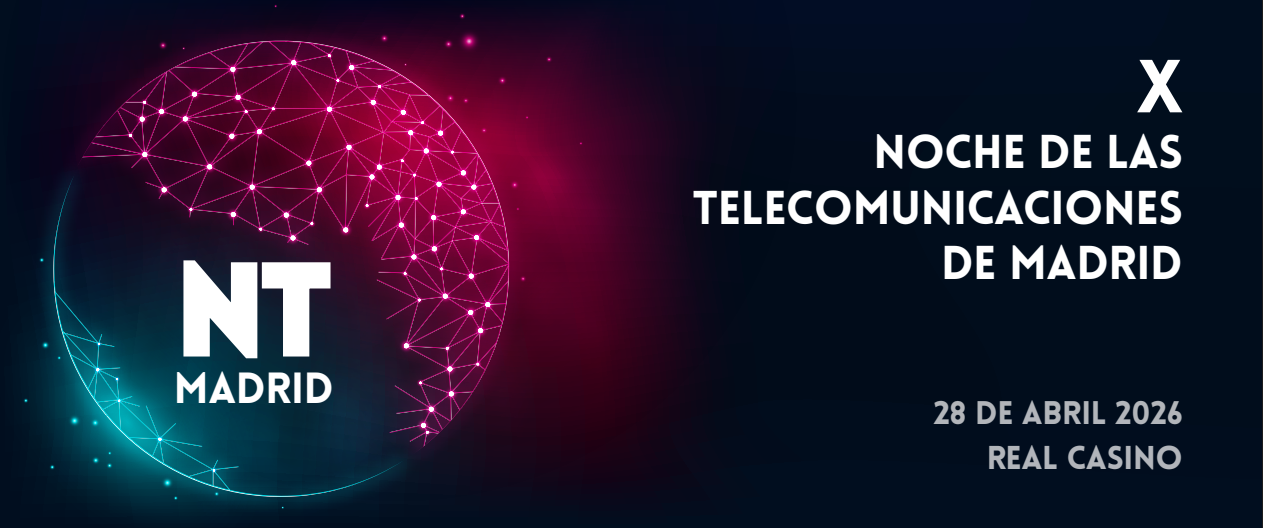 NT
MADRID
X
NOCHE DE LAS
TELECOMUNICACIONES
DE MADRID
28 DE ABRIL 2026
REAL CASINO